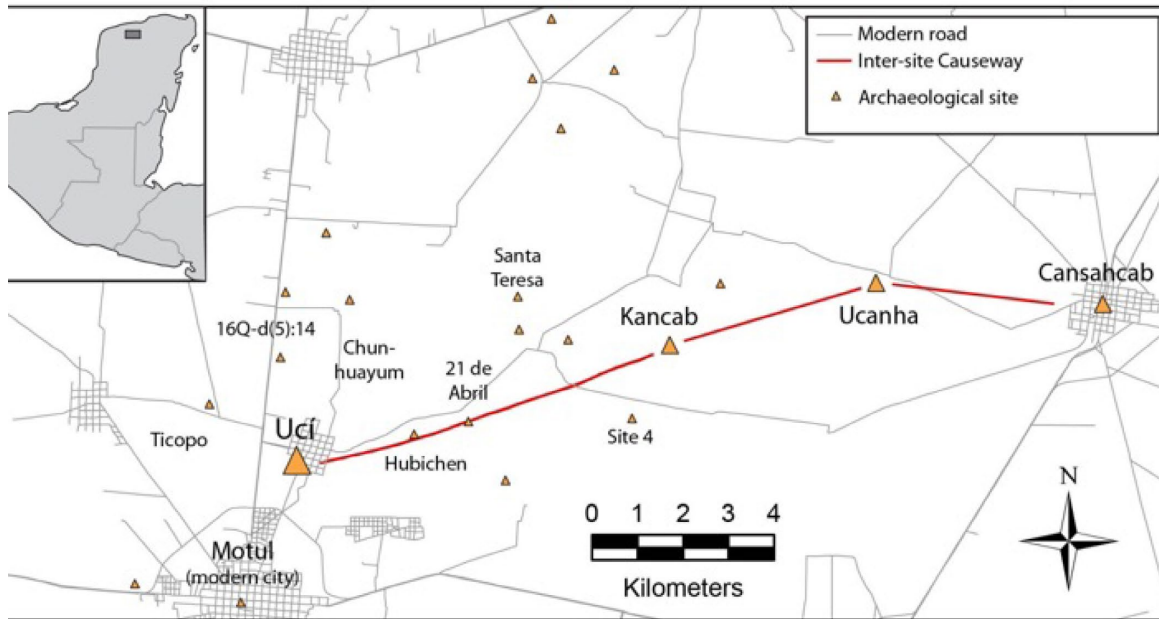 Modern road
Inter-site Causeway
Archaeological site
Santa
Teresa
Cansahcab
Kancab
Ucanha
16Q-d(5):14
Chun-
huayum
21 de
Abril
Ucí
Ticopo
Hubichen
Site 4
N
0 1 2 3 4
Kilometers
Motul
(modern city)